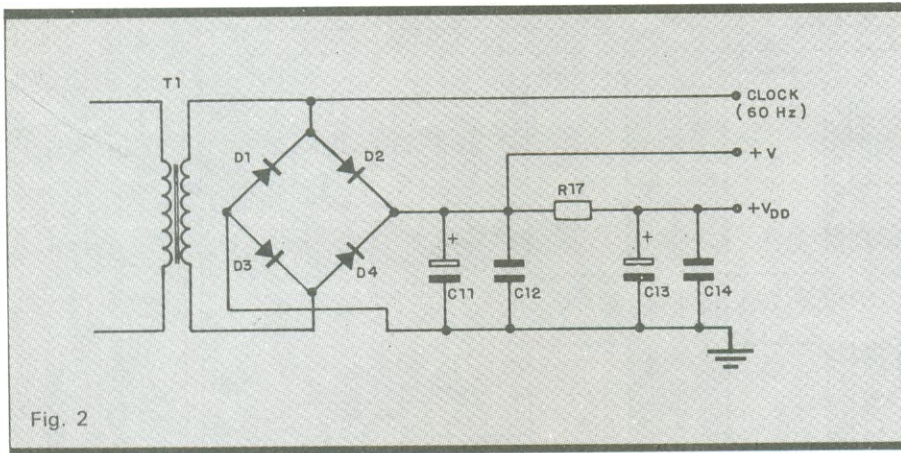 T1
CLOCK
(60 Hz)
+V
D1
D2
R17
+VDD
D3
D4
+
C11
C12
+
C13
C14
Fig. 2